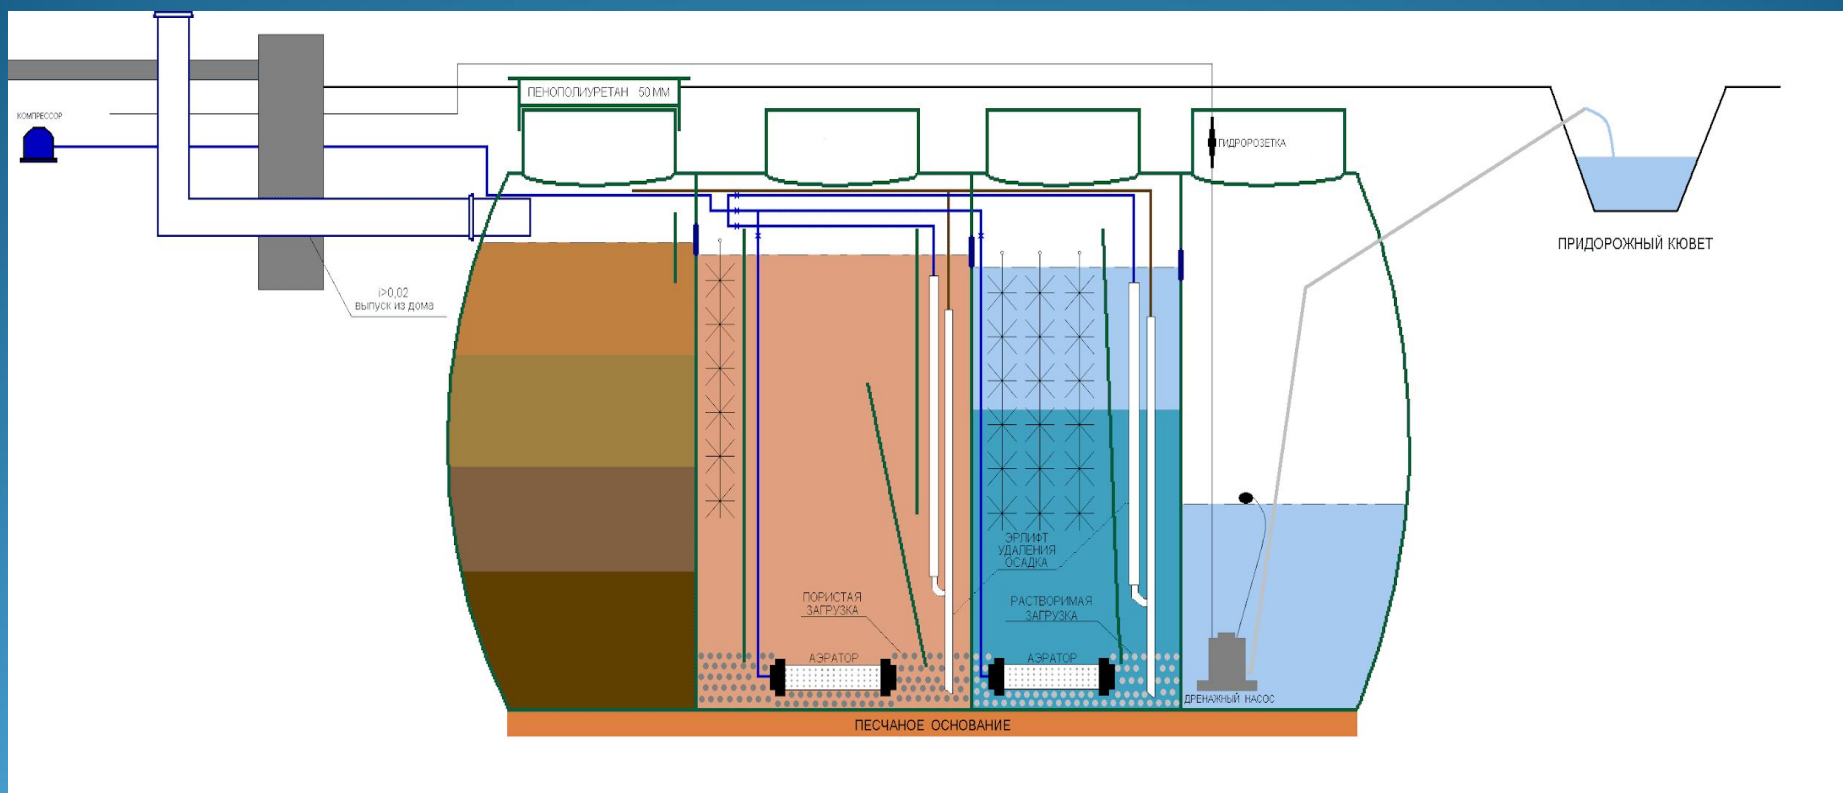 ПЕНОПОЛИУРЕТАН 50 ММ
КОМПРЕССОР
ГИДРОРОЗЕТКА
ПРИДОРОЖНЫЙ КЮВЕТ
i>0,02
выпуск из дома
ЭРЛИФТ
УДАЛЕНИЯ
ОСАДКА
ПОРИСТАЯ
ЗАГРУЗКА
РАСТВОРИМАЯ
ЗАГРУЗКА
АЭРАТОР
АЭРАТОР
ДРЕНАЖНЫЙ НАСОС
ПЕСЧАНОЕ ОСНОВАНИЕ